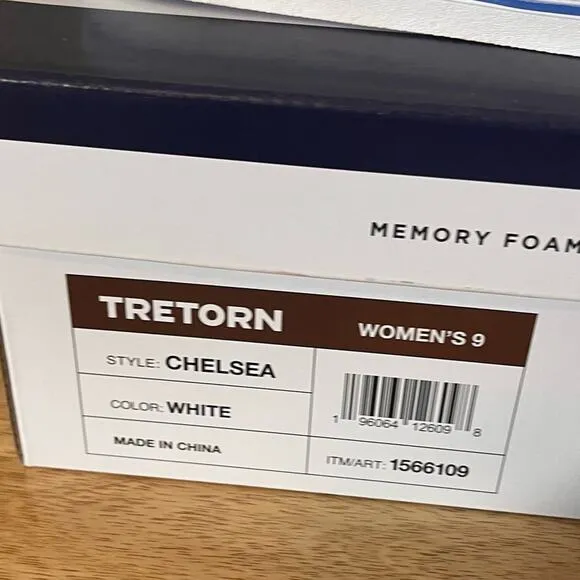 MEMORY FOAM
TRETORN
WOMEN'S 9
STYLE: CHELSEA
COLOR: WHITE
MADE IN CHINA
1 96064 12609 8
ITM/ART: 1566109